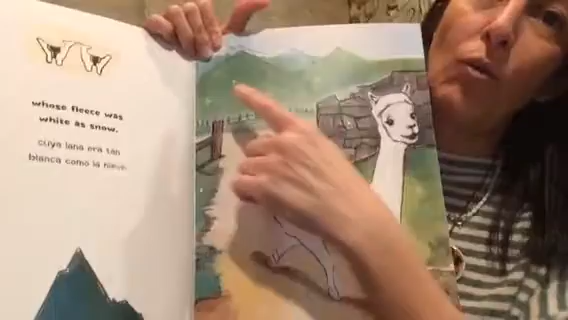 whose fleece was
white as snow.
cuya lana era tan
blanca como la nieve.